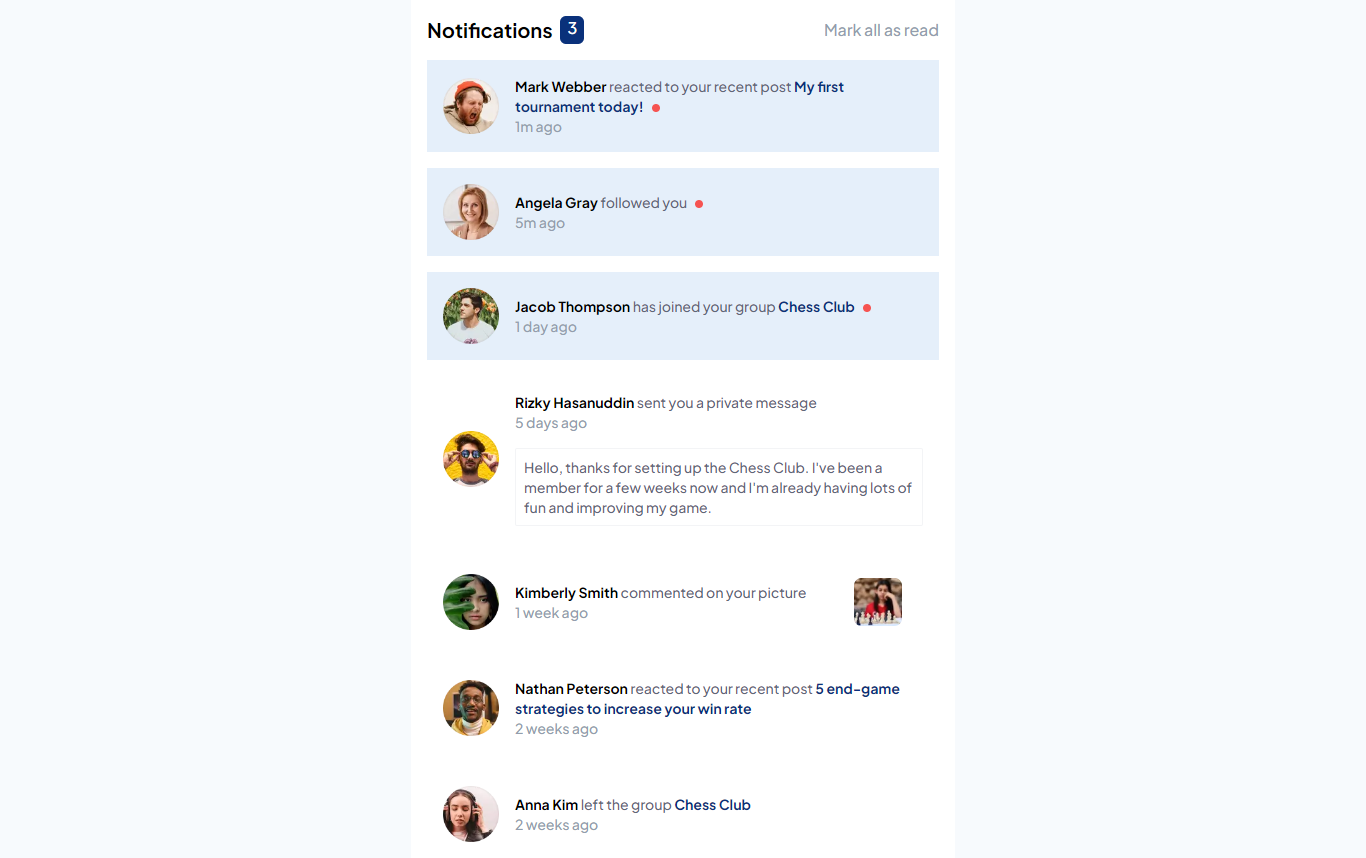 Notifications 3
Mark all as read
Mark Webber reacted to your recent post My first
tournament today!
1m ago
Angela Gray followed you
5m ago
Jacob Thompson has joined your group Chess Club
1 day ago
Rizky Hasanuddin sent you a private message
5 days ago
Hello, thanks for setting up the Chess Club. I've been a
member for a few weeks now and I'm already having lots of
fun and improving my game.
Kimberly Smith commented on your picture
1 week ago
Nathan Peterson reacted to your recent post 5 end-game
strategies to increase your win rate
2 weeks ago
Anna Kim left the group Chess Club
2 weeks ago